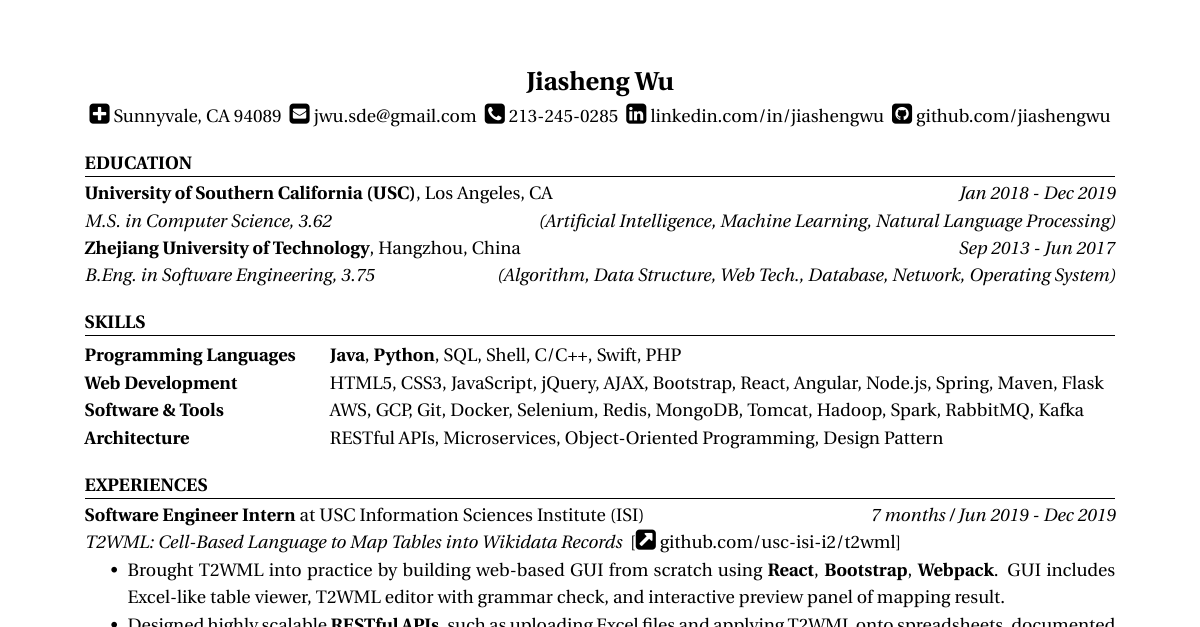 Jiasheng Wu
Sunnyvale, CA 94089 jwu.sde@gmail.com 213-245-0285 linkedin.com/in/jiashengwu github.com/jiashengwu
EDUCATION
University of Southern California (USC), Los Angeles, CA Jan 2018 - Dec 2019
M.S. in Computer Science, 3.62 (Artificial Intelligence, Machine Learning, Natural Language Processing)
Zhejiang University of Technology, Hangzhou, China Sep 2013 - Jun 2017
B.Eng. in Software Engineering, 3.75 (Algorithm, Data Structure, Web Tech., Database, Network, Operating System)
SKILLS
Programming Languages Java, Python, SQL, Shell, C/C++, Swift, PHP
Web Development HTML5, CSS3, JavaScript, jQuery, AJAX, Bootstrap, React, Angular, Node.js, Spring, Maven, Flask
Software & Tools AWS, GCP, Git, Docker, Selenium, Redis, MongoDB, Tomcat, Hadoop, Spark, RabbitMQ, Kafka
Architecture RESTful APIs, Microservices, Object-Oriented Programming, Design Pattern
EXPERIENCES
Software Engineer Intern at USC Information Sciences Institute (ISI) 7 months / Jun 2019 - Dec 2019
T2WML: Cell-Based Language to Map Tables into Wikidata Records [github.com/usc-isi-i2/t2wml]
• Brought T2WML into practice by building web-based GUI from scratch using React, Bootstrap, Webpack. GUI includes
Excel-like table viewer, T2WML editor with grammar check, and interactive preview panel of mapping result.
• Designed highly scalable RESTful APIs, such as uploading Excel files and applying T2WML onto spreadsheets, documented